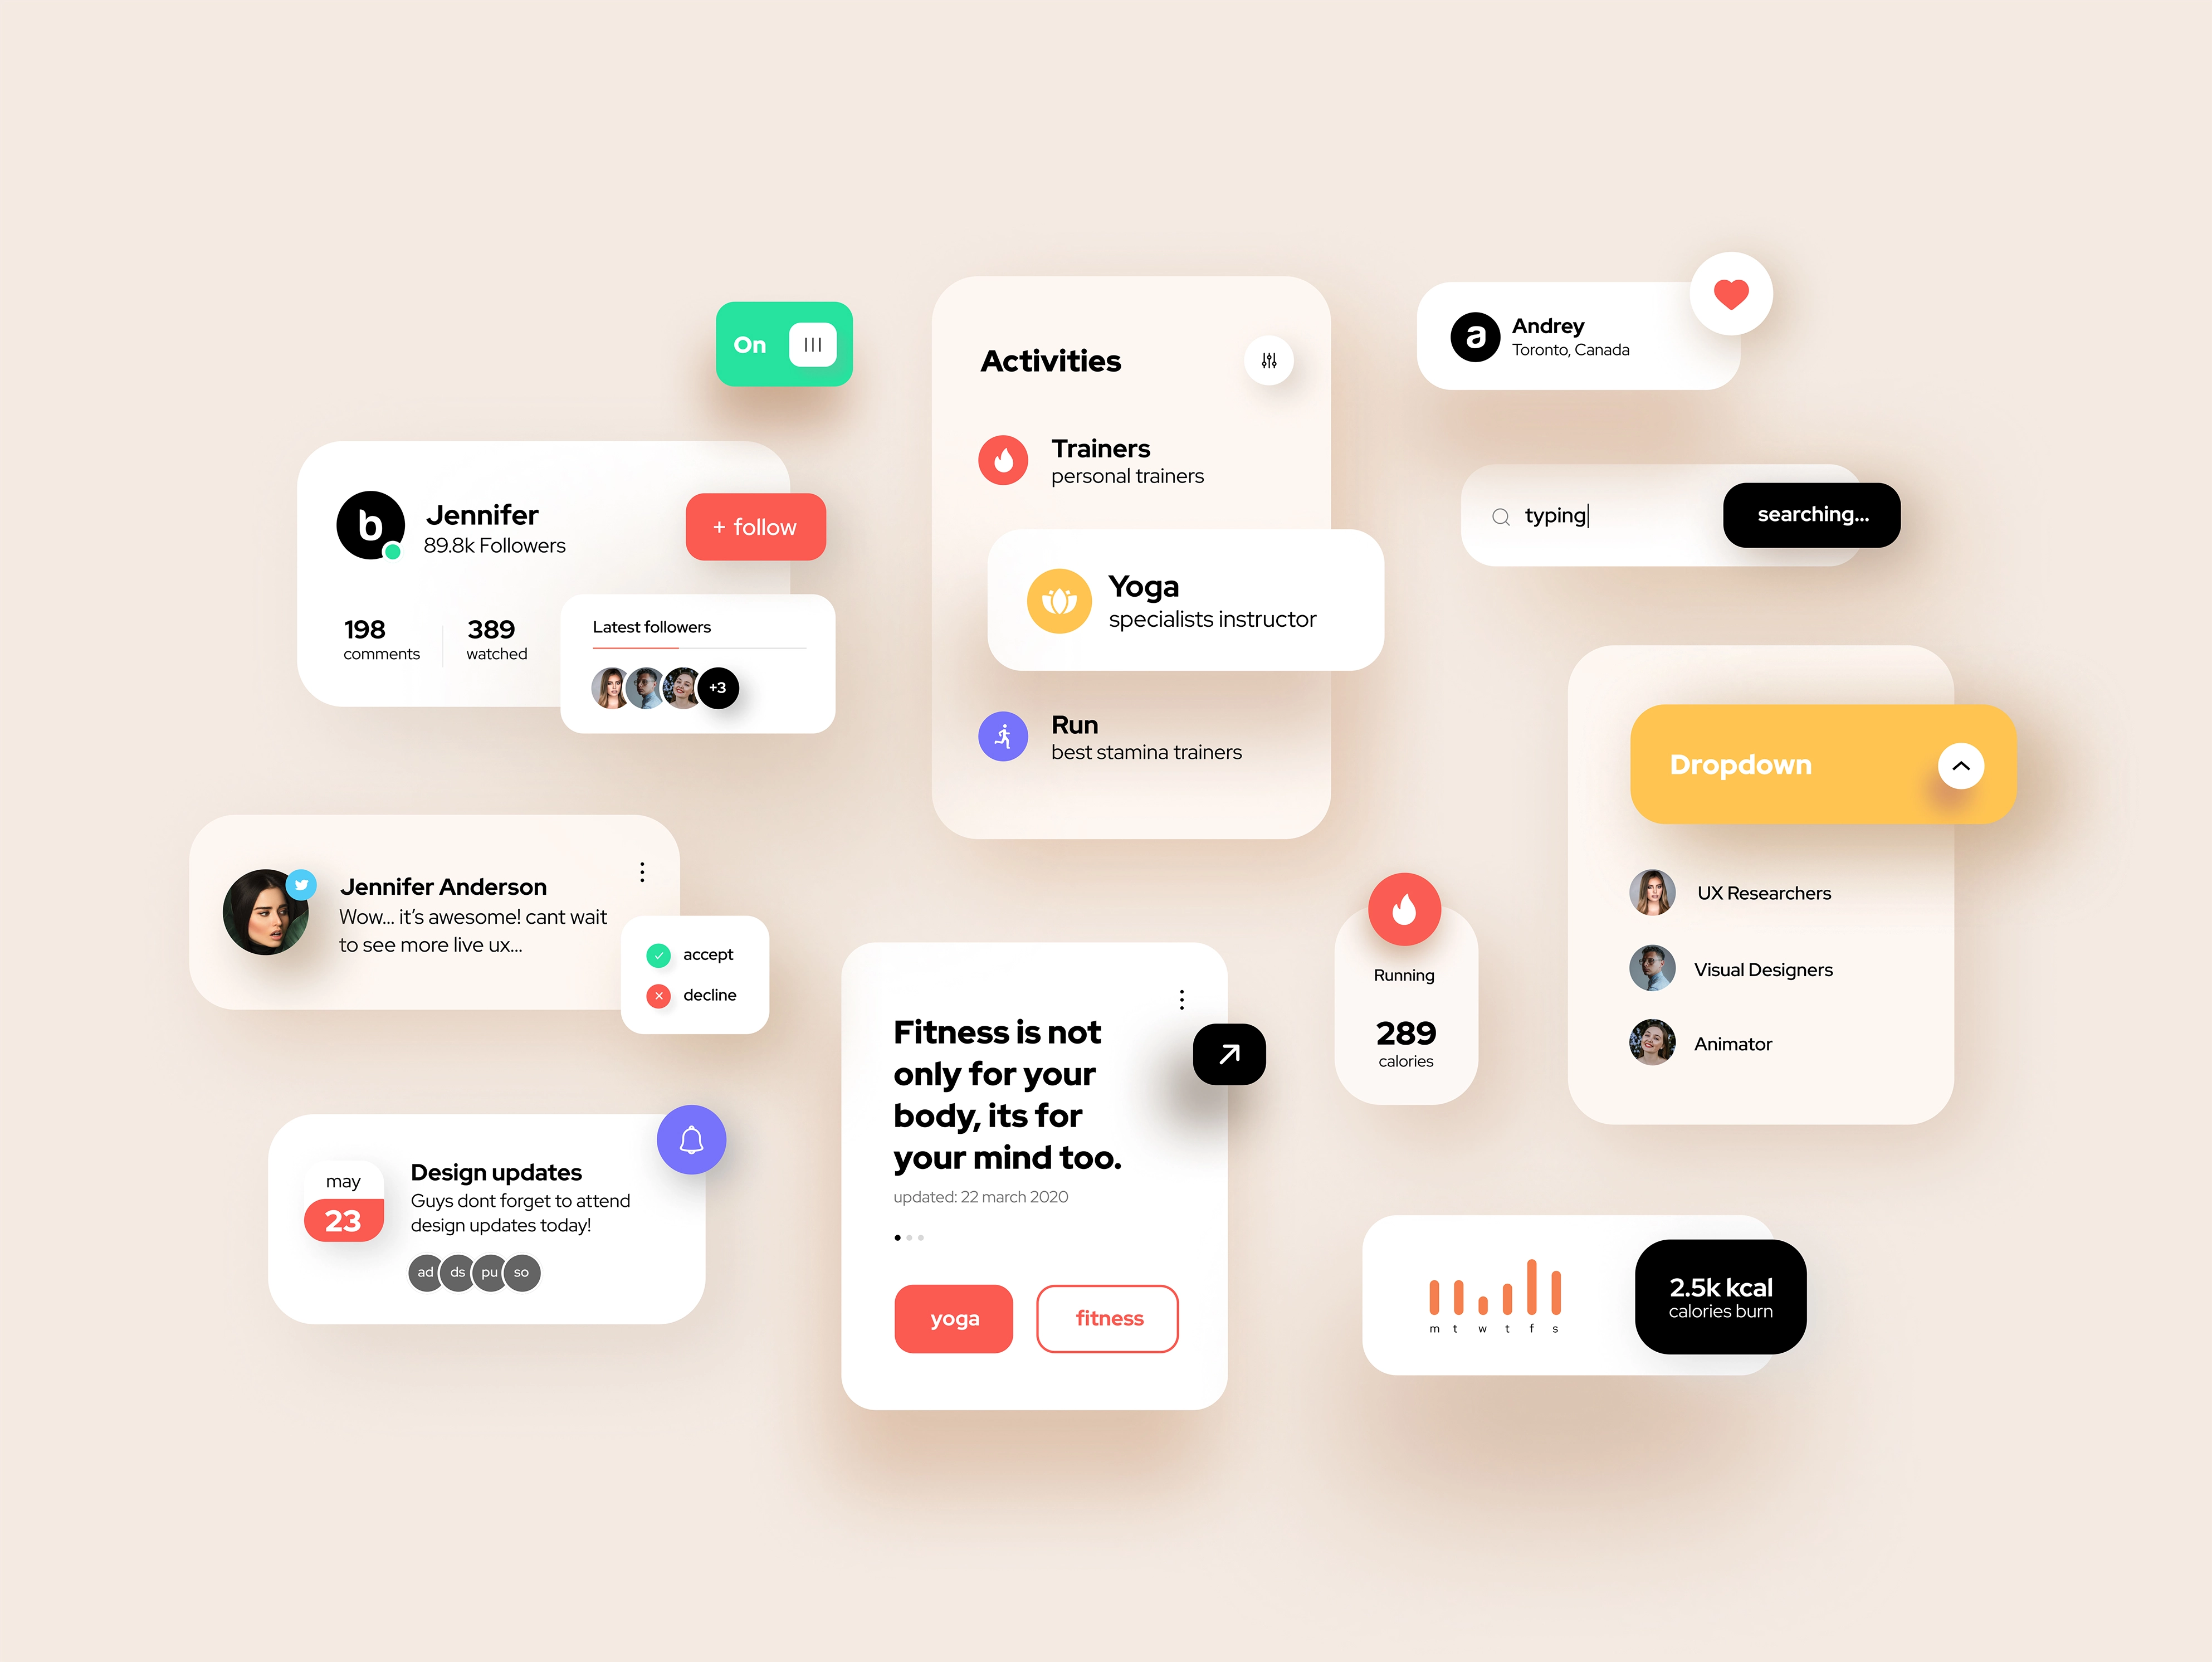 On
b
Jennifer
89.8k Followers
+ follow
198
comments
389
watched
Latest followers
+3
Jennifer Anderson
Wow... it's awesome! cant wait
to see more live ux...
accept
decline
may
23
Design updates
Guys dont forget to attend
design updates today!
ad ds pu so
Activities
Trainers
personal trainers
Yoga
specialists instructor
Run
best stamina trainers
Fitness is not
only for your
body, its for
your mind too.
updated: 22 march 2020
yoga
fitness
a
Andrey
Toronto, Canada
typing
searching...
Dropdown
UX Researchers
Visual Designers
Animator
Running
289
calories
m t w t f s
2.5k kcal
calories burn